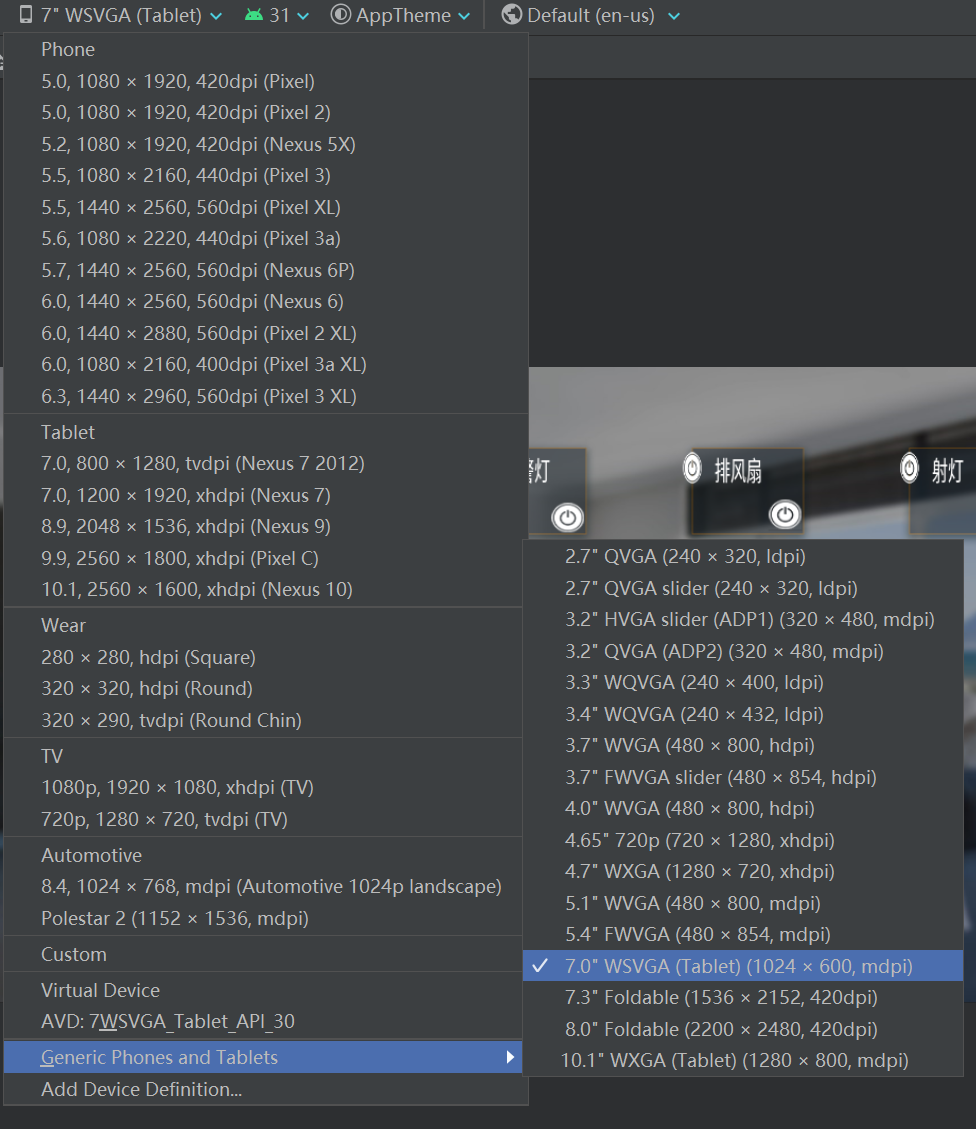 7" WSVGA (Tablet) 31 AppTheme Default (en-us)
Phone
5.0, 1080 × 1920, 420dpi (Pixel)
5.0, 1080 × 1920, 420dpi (Pixel 2)
5.2, 1080 × 1920, 420dpi (Nexus 5X)
5.5, 1080 × 2160, 440dpi (Pixel 3)
5.5, 1440 × 2560, 560dpi (Pixel XL)
5.6, 1080 × 2220, 440dpi (Pixel 3a)
5.7, 1440 × 2560, 560dpi (Nexus 6P)
6.0, 1440 × 2560, 560dpi (Nexus 6)
6.0, 1440 × 2880, 560dpi (Pixel 2 XL)
6.0, 1080 × 2160, 400dpi (Pixel 3a XL)
6.3, 1440 × 2960, 560dpi (Pixel 3 XL)
Tablet
7.0, 800 × 1280, tvdpi (Nexus 7 2012)
7.0, 1200 × 1920, xhdpi (Nexus 7)
8.9, 2048 × 1536, xhdpi (Nexus 9)
9.9, 2560 × 1800, xhdpi (Pixel C)
10.1, 2560 × 1600, xhdpi (Nexus 10)
Wear
280 × 280, hdpi (Square)
320 × 320, hdpi (Round)
320 × 290, tvdpi (Round Chin)
TV
1080p, 1920 × 1080, xhdpi (TV)
720p, 1280 × 720, tvdpi (TV)
Automotive
8.4, 1024 × 768, mdpi (Automotive 1024p landscape)
Polestar 2 (1152 × 1536, mdpi)
Custom
Virtual Device
AVD: 7WSVGA_Tablet_API_30
Generic Phones and Tablets
Add Device Definition...
灯 排风扇 射灯
2.7" QVGA (240 × 320, ldpi)
2.7" QVGA slider (240 × 320, ldpi)
3.2" HVGA slider (ADP1) (320 × 480, mdpi)
3.2" QVGA (ADP2) (320 × 480, mdpi)
3.3" WQVGA (240 × 400, ldpi)
3.4" WQVGA (240 × 432, ldpi)
3.7" WVGA (480 × 800, hdpi)
3.7" FWVGA slider (480 × 854, hdpi)
4.0" WVGA (480 × 800, hdpi)
4.65" 720p (720 × 1280, xhdpi)
4.7" WXGA (1280 × 720, xhdpi)
5.1" WVGA (480 × 800, mdpi)
5.4" FWVGA (480 × 854, mdpi)
7.0" WSVGA (Tablet) (1024 × 600, mdpi)
7.3" Foldable (1536 × 2152, 420dpi)
8.0" Foldable (2200 × 2480, 420dpi)
10.1" WXGA (Tablet) (1280 × 800, mdpi)